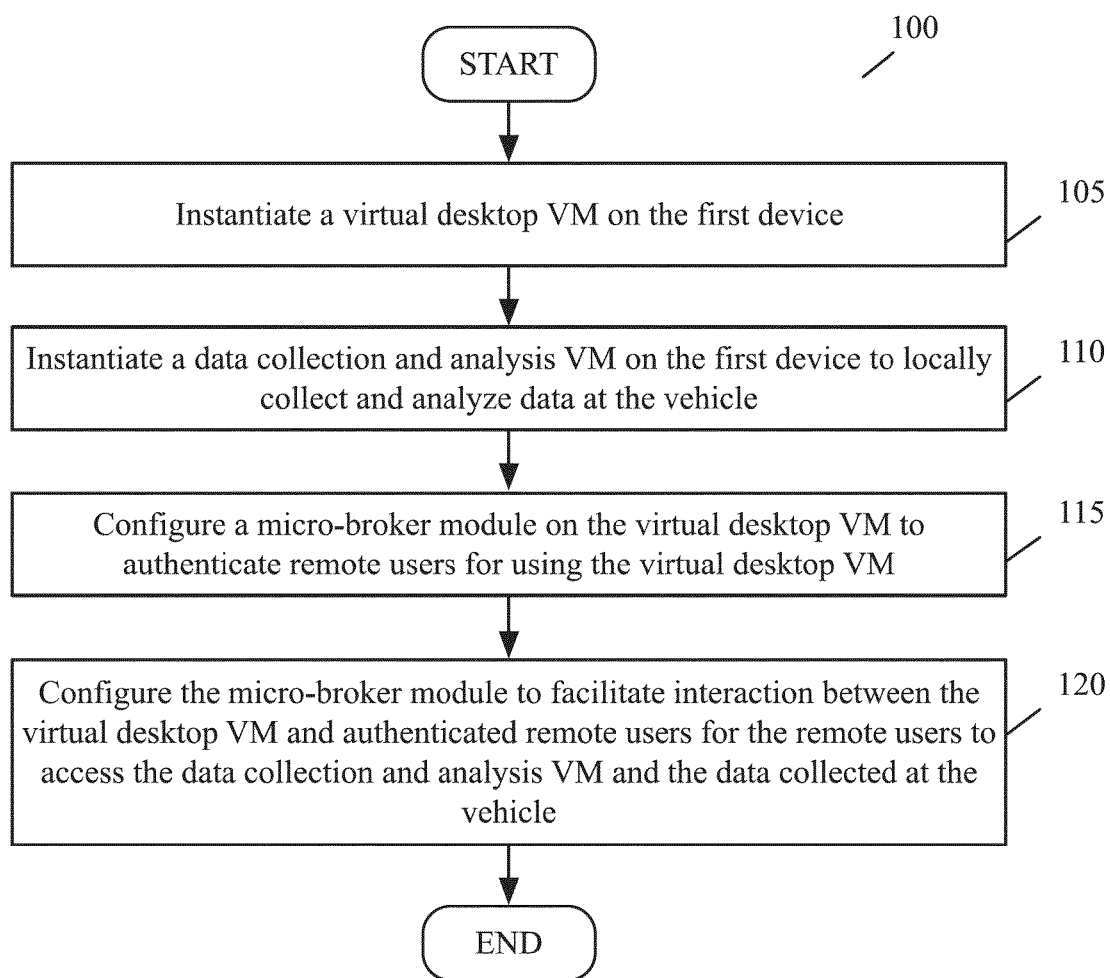 100
START
Instantiate a virtual desktop VM on the first device
105
Instantiate a data collection and analysis VM on the first device to locally
collect and analyze data at the vehicle
110
Configure a micro-broker module on the virtual desktop VM to
authenticate remote users for using the virtual desktop VM
115
Configure the micro-broker module to facilitate interaction between the
virtual desktop VM and authenticated remote users for the remote users to
access the data collection and analysis VM and the data collected at the
vehicle
120
END